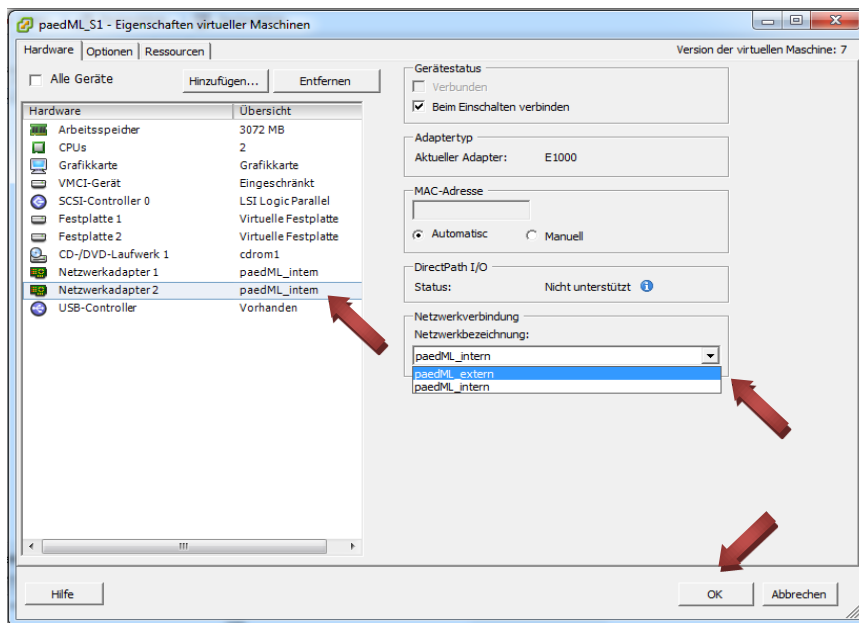 paedML_S1 - Eigenschaften virtueller Maschinen
Hardware Optionen Ressourcen Version der virtuellen Maschine: 7
Alle Geräte Hinzufügen... Entfernen
Hardware Übersicht
Arbeitsspeicher 3072 MB
CPUs 2
Grafikkarte Grafikkarte
VMCI-Gerät Eingeschränkt
SCSI-Controller 0 LSI Logic Parallel
Festplatte 1 Virtuelle Festplatte
Festplatte 2 Virtuelle Festplatte
CD-/DVD-Laufwerk 1 cdrom1
Netzwerkadapter 1 paedML_intern
Netzwerkadapter 2 paedML_intern
USB-Controller Vorhanden
Gerätestatus
Verbunden
Beim Einschalten verbinden
Adaptertyp
Aktueller Adapter: E1000
MAC-Adresse
Automatisc Manuell
DirectPath I/O
Status: Nicht unterstützt
Netzwerkverbindung
Netzwerkbezeichnung:
paedML_intern
paedML_extern
paedML_intern
Hilfe OK Abbrechen